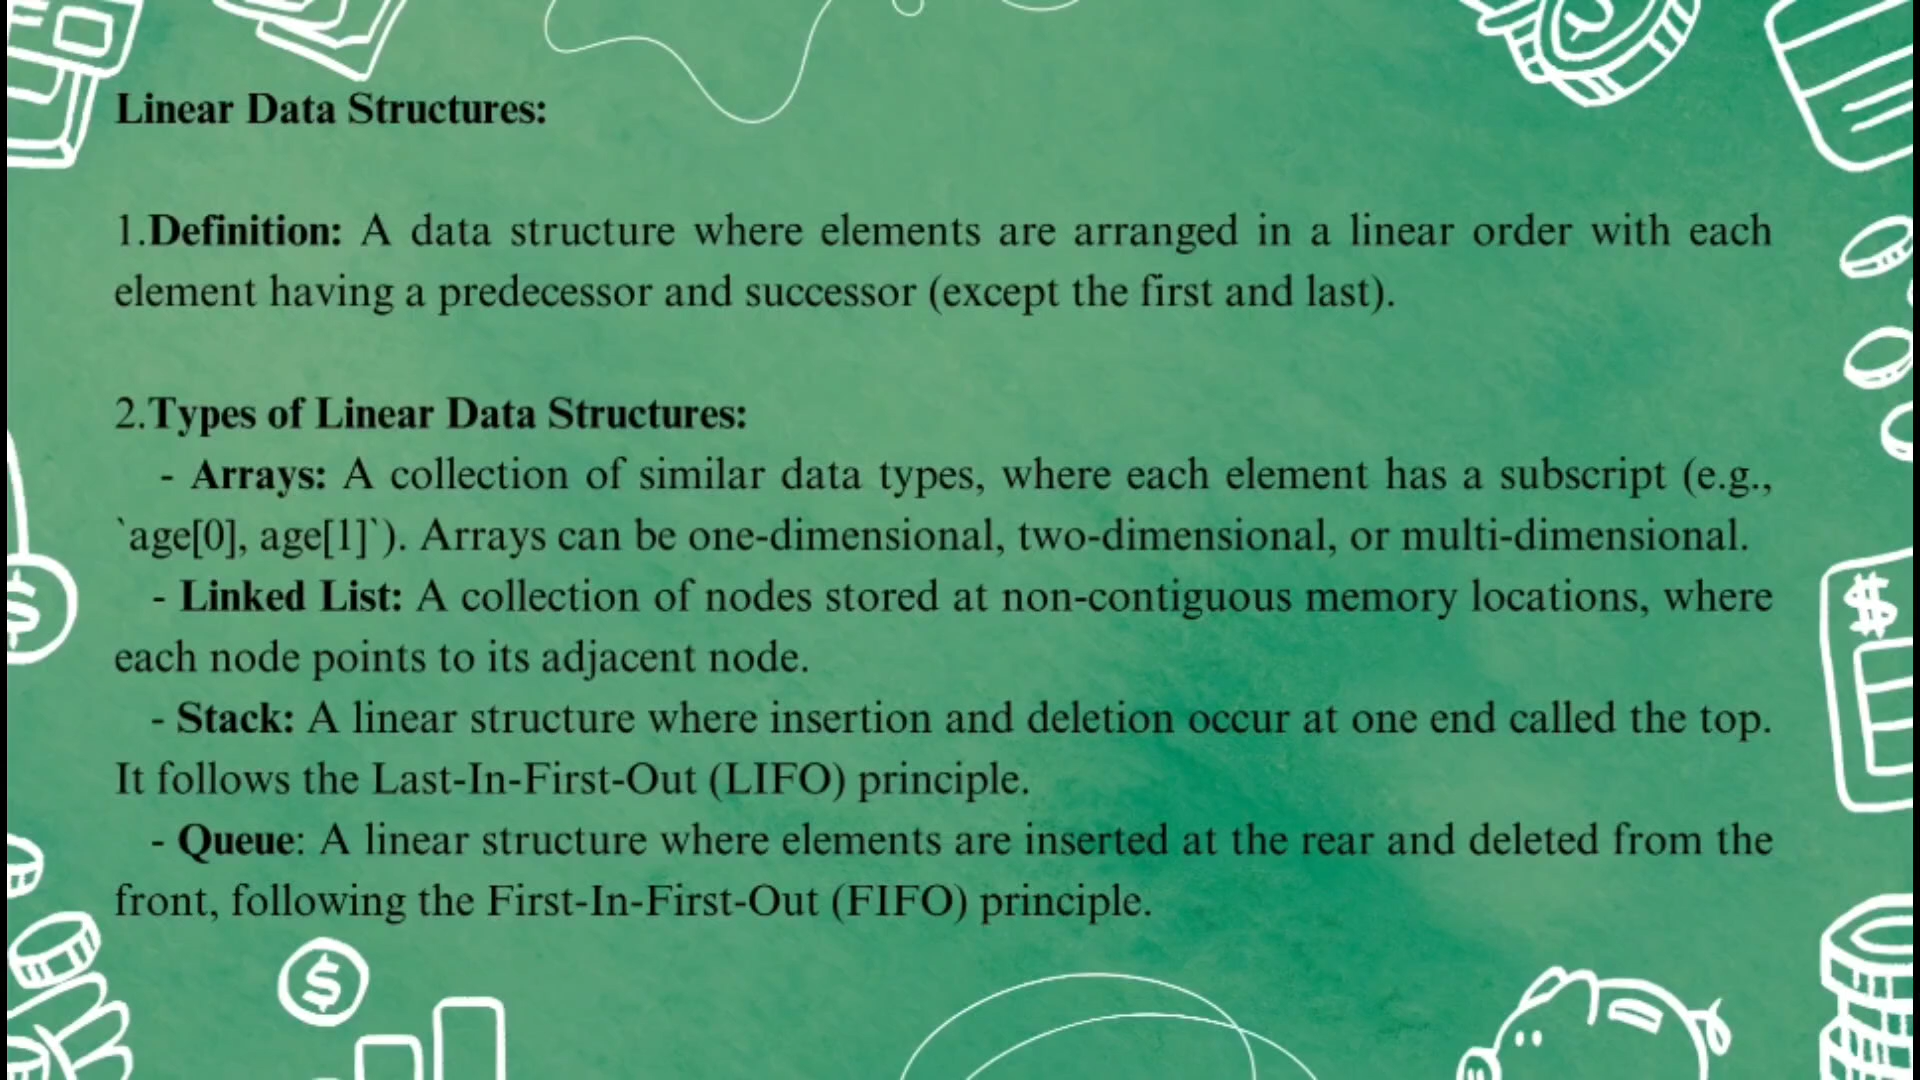 Linear Data Structures:
1.Definition: A data structure where elements are arranged in a linear order with each
element having a predecessor and successor (except the first and last).
2.Types of Linear Data Structures:
- Arrays: A collection of similar data types, where each element has a subscript (e.g.,
`age[0], age[1]`). Arrays can be one-dimensional, two-dimensional, or multi-dimensional.
- Linked List: A collection of nodes stored at non-contiguous memory locations, where
each node points to its adjacent node.
- Stack: A linear structure where insertion and deletion occur at one end called the top.
It follows the Last-In-First-Out (LIFO) principle.
- Queue: A linear structure where elements are inserted at the rear and deleted from the
front, following the First-In-First-Out (FIFO) principle.